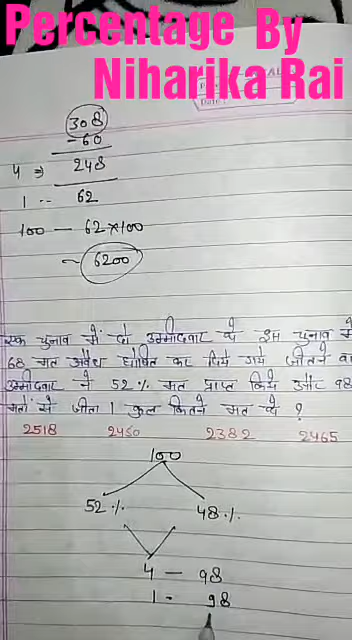 Percentage By
Niharika Rai
308
-60
4 ⇒ 248
1 -- 62
100 — 62×100
~ 6200
एक चुनाव में दो उम्मीदवार थे इस चुनाव में
68 मत अवैध घोषित कर दिये गये जीतने वा
उम्मीदवार ने 52 % मत प्राप्त किये और 98
मतों से जीता । कुल कितने मत थे ?
2518 2450 2382 2465
100
52 % 48 %
4 — 98
1 = 98